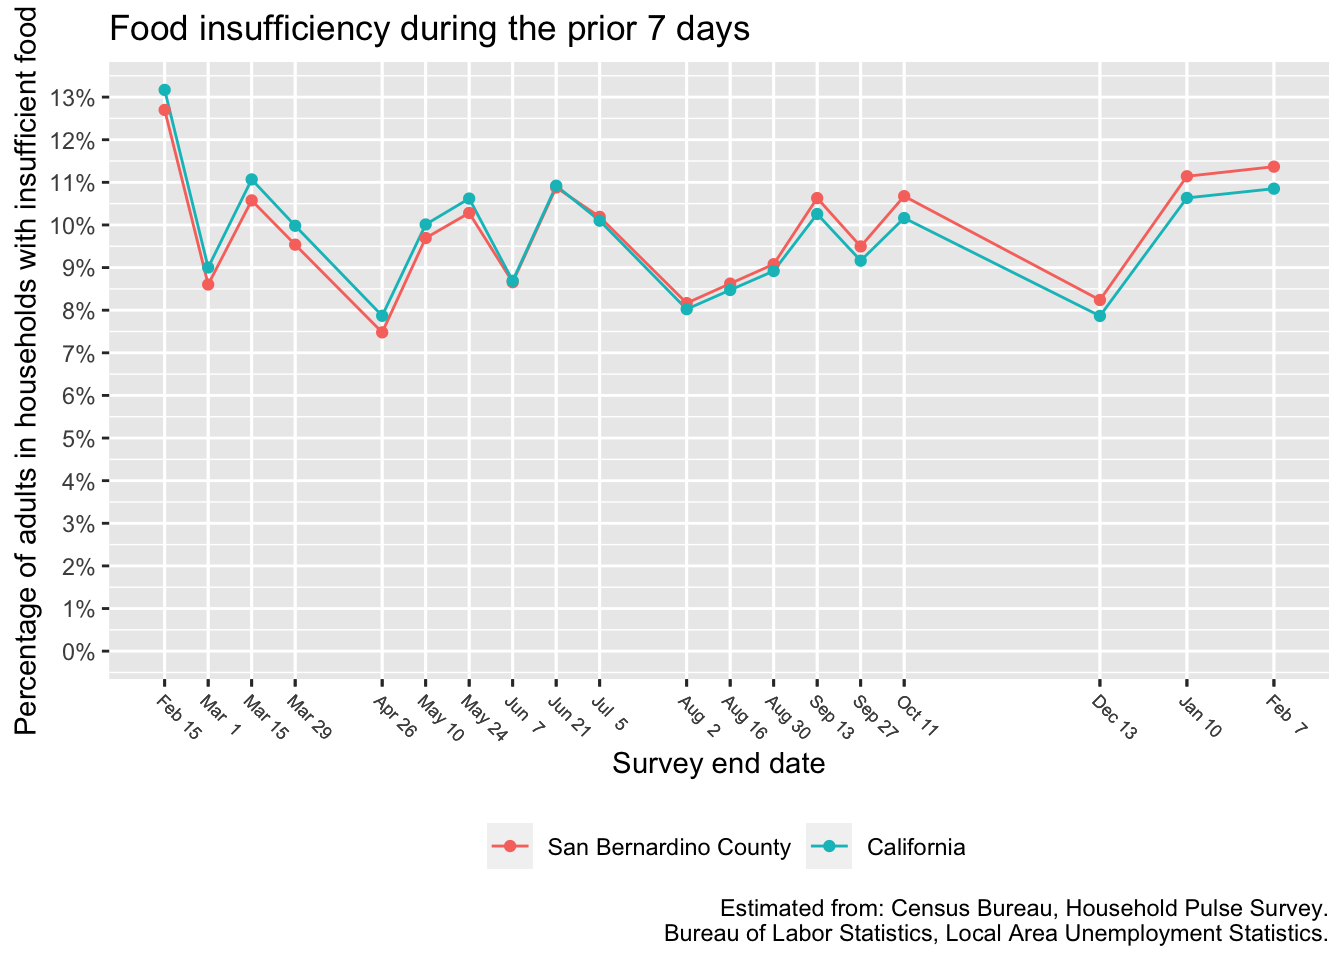 Food insufficiency during the prior 7 days
Percentage of adults in households with insufficient food
13%
12%
11%
10%
9%
8%
7%
6%
5%
4%
3%
2%
1%
0%
Feb 15
Mar 1
Mar 15
Mar 29
Apr 26
May 10
May 24
Jun 7
Jun 21
Jul 5
Aug 2
Aug 16
Aug 30
Sep 13
Sep 27
Oct 11
Dec 13
Jan 10
Feb 7
Survey end date
San Bernardino County
California
Estimated from: Census Bureau, Household Pulse Survey.
Bureau of Labor Statistics, Local Area Unemployment Statistics.